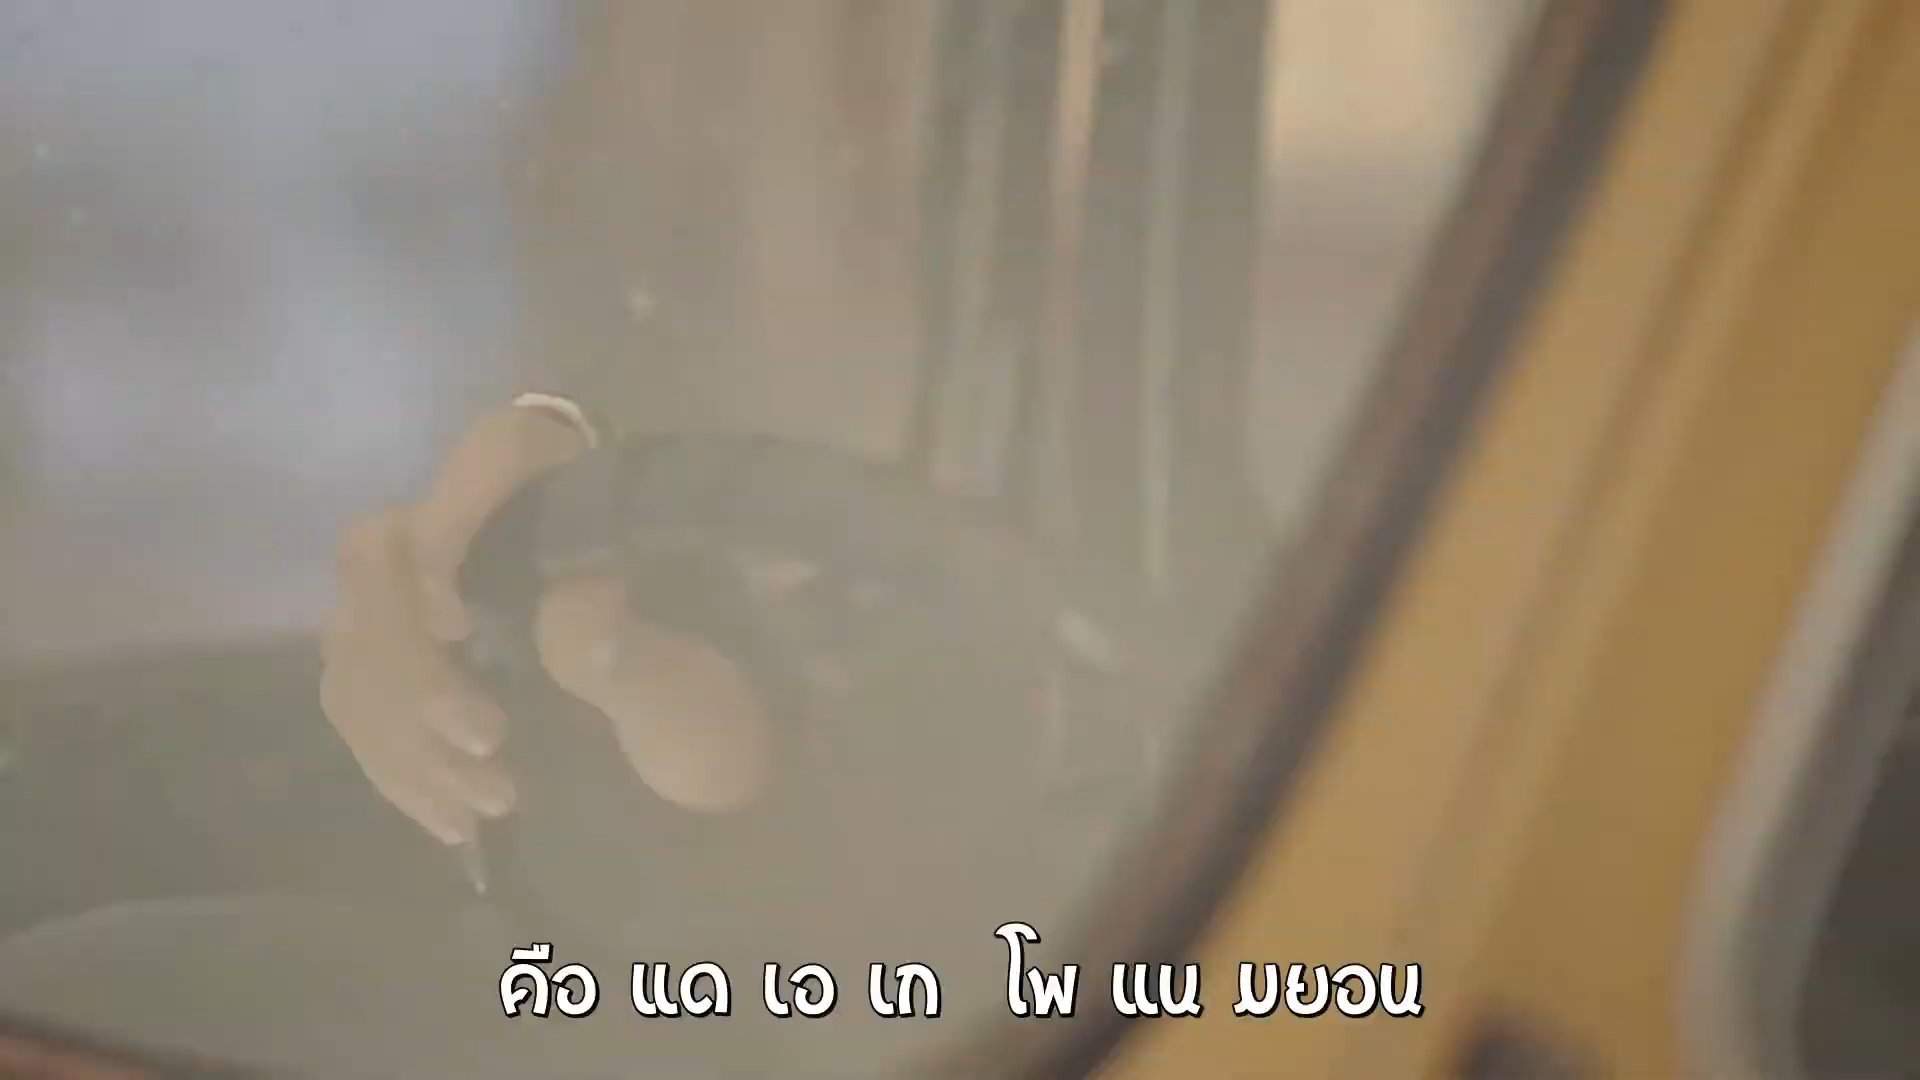 คือ แด เอ เก โพ แน มยอน